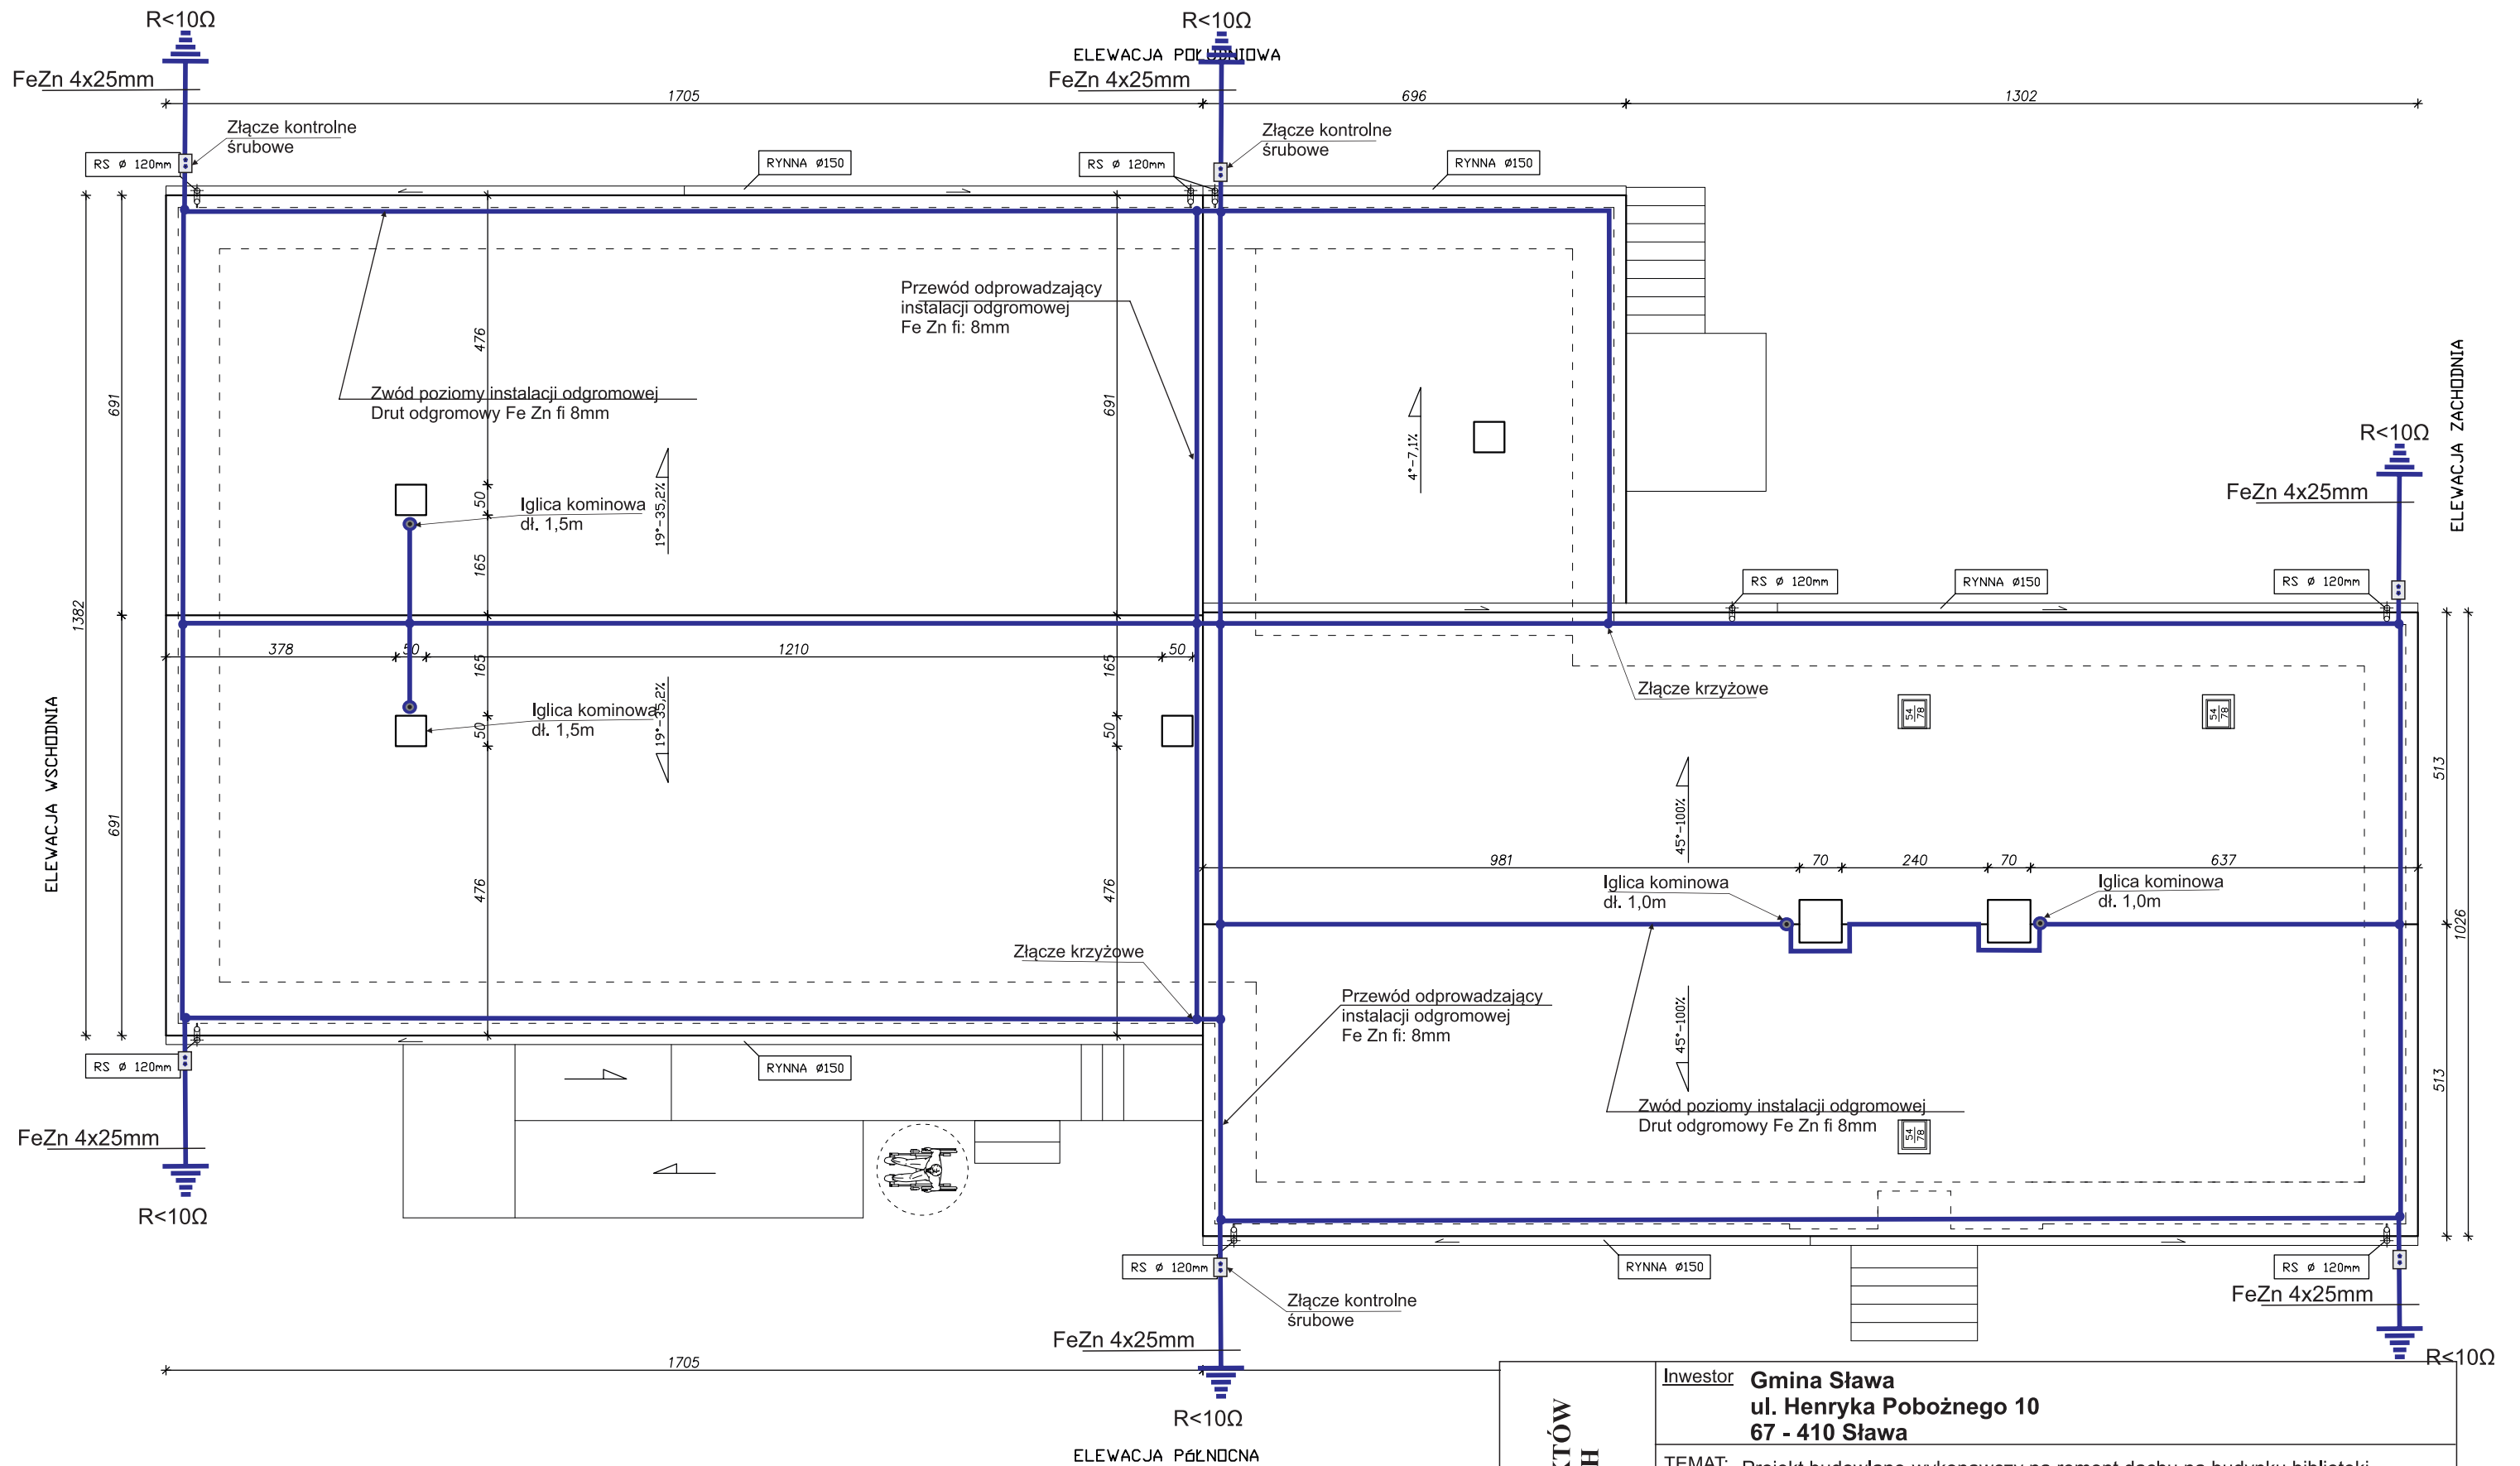 R<10Ω
R<10Ω
ELEWACJA POŁUDNIOWA
FeZn 4x25mm
FeZn 4x25mm
1705
696
1302
Złącze kontrolne
śrubowe
Złącze kontrolne
śrubowe
RS ø 120mm
RYNNA ø150
RS ø 120mm
RYNNA ø150
Przewód odprowadzający
instalacji odgromowej
Fe Zn fi: 8mm
476
691
691
Zwód poziomy instalacji odgromowej
Drut odgromowy Fe Zn fi 8mm
4°-7,1%
ELEWACJA ZACHODNIA
R<10Ω
FeZn 4x25mm
Iglica kominowa
dł. 1,5m
50
19°-35,2%
165
1382
RS ø 120mm
RYNNA ø150
RS ø 120mm
378
50
1210
50
165
165
Złącze krzyżowe
Iglica kominowa
dł. 1,5m
50
19°-35,2%
50
54
78
54
78
ELEWACJA WSCHODNIA
691
476
476
45°-100%
513
981
70
240
70
637
Iglica kominowa
dł. 1,0m
Iglica kominowa
dł. 1,0m
1026
Złącze krzyżowe
Przewód odprowadzający
instalacji odgromowej
Fe Zn fi: 8mm
45°-100%
513
RS ø 120mm
RYNNA ø150
Zwód poziomy instalacji odgromowej
Drut odgromowy Fe Zn fi 8mm
54
78
FeZn 4x25mm
R<10Ω
RS ø 120mm
RYNNA ø150
RS ø 120mm
Złącze kontrolne
śrubowe
FeZn 4x25mm
FeZn 4x25mm
1705
R<10Ω
R<10Ω
ELEWACJA PÓŁNOCNA
Inwestor Gmina Sława
ul. Henryka Pobożnego 10
67 - 410 Sława